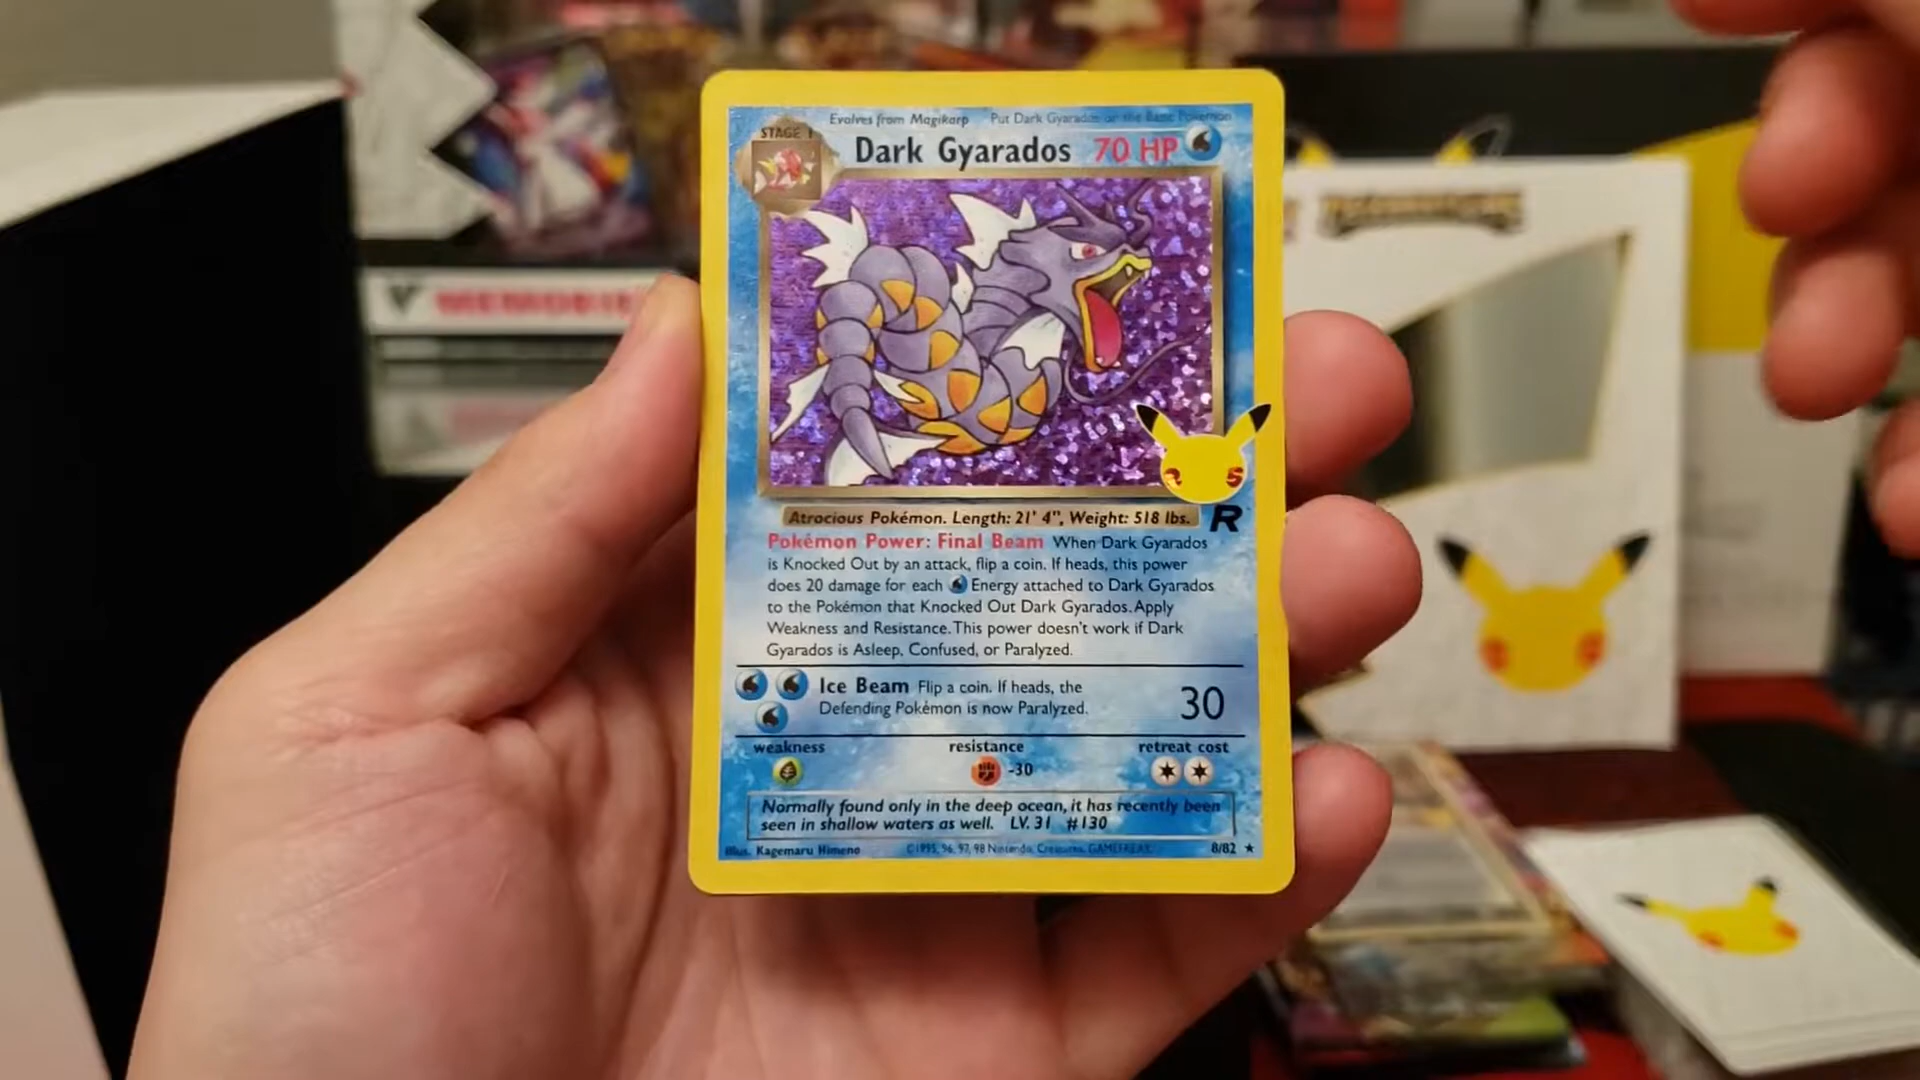 Evolves from Magikarp Put Dark Gyarados on the Basic Pokémon
STAGE 1
Dark Gyarados 70 HP
Atrocious Pokémon. Length: 21' 4", Weight: 518 lbs.
R
Pokémon Power: Final Beam When Dark Gyarados
is Knocked Out by an attack, flip a coin. If heads, this power
does 20 damage for each Energy attached to Dark Gyarados
to the Pokémon that Knocked Out Dark Gyarados. Apply
Weakness and Resistance. This power doesn't work if Dark
Gyarados is Asleep, Confused, or Paralyzed.
Ice Beam Flip a coin. If heads, the
Defending Pokémon is now Paralyzed.
30
weakness resistance retreat cost
-30
Normally found only in the deep ocean, it has recently been
seen in shallow waters as well. LV. 31 #130
Illus. Kagemaru Himeno ©1995, 96, 97, 98 Nintendo, Creatures, GAMEFREAK. 8/82
MEMORIE